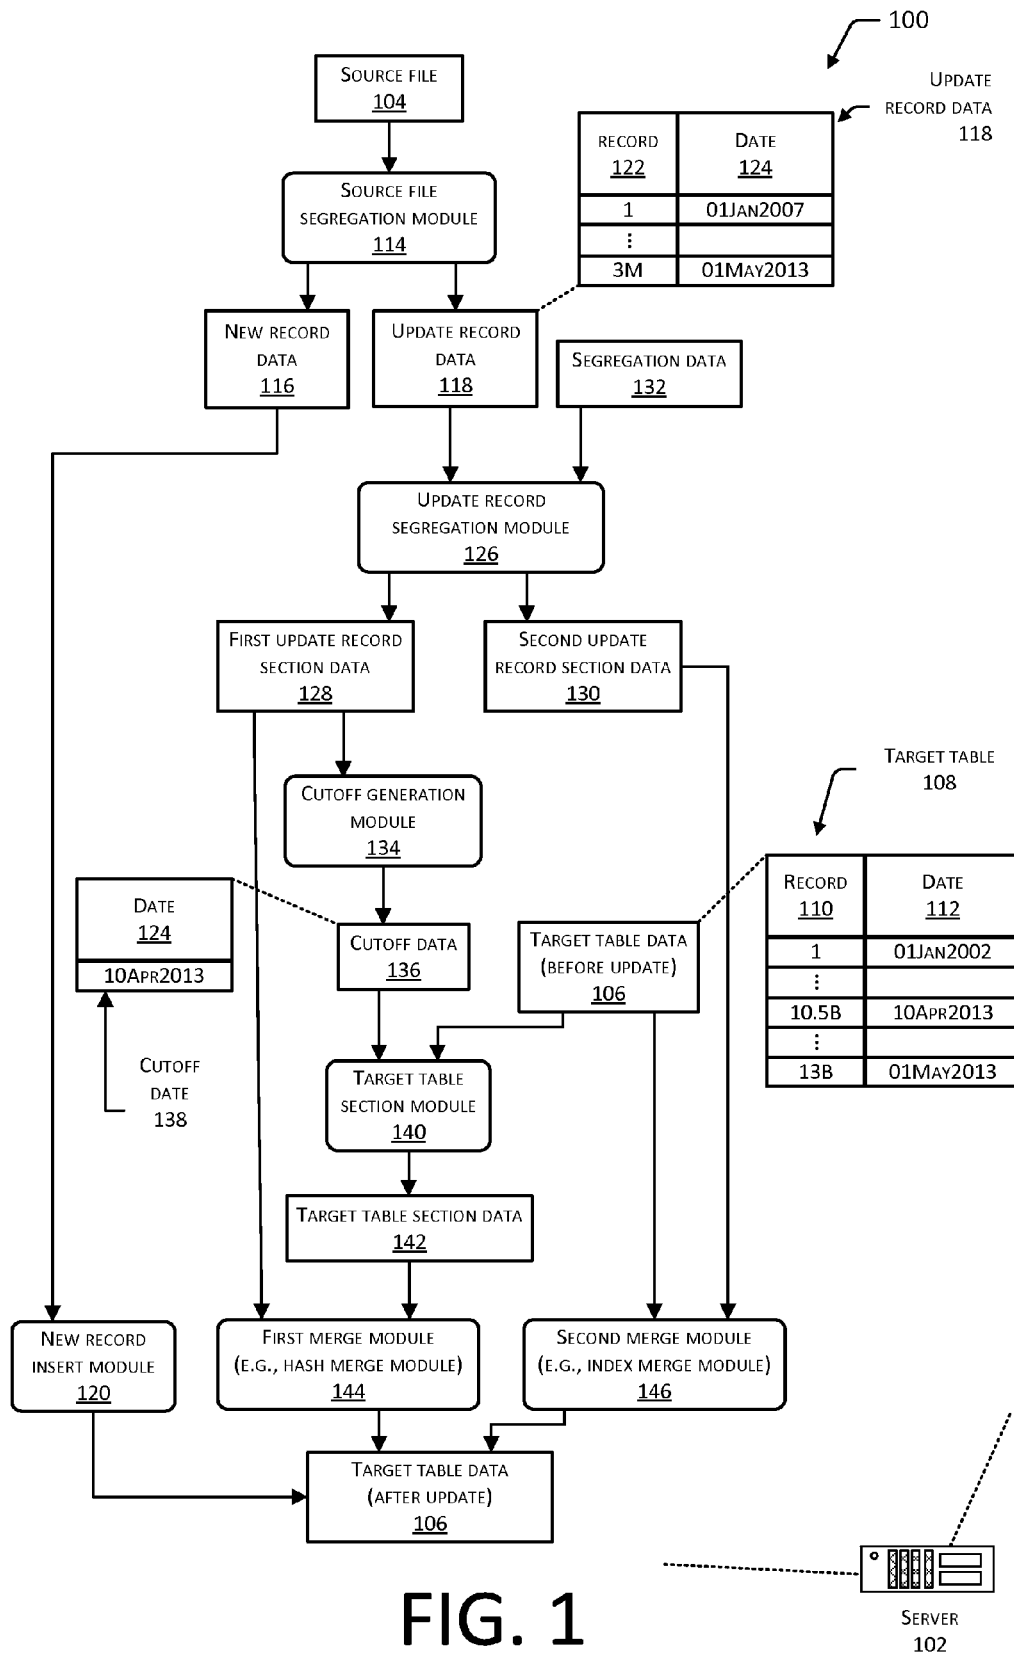 100
SOURCE FILE
104
UPDATE
RECORD DATA
118
RECORD
122
DATE
124
1
01JAN2007
⋮
3M
01MAY2013
SOURCE FILE
SEGREGATION MODULE
114
NEW RECORD
DATA
116
UPDATE RECORD
DATA
118
SEGREGATION DATA
132
UPDATE RECORD
SEGREGATION MODULE
126
FIRST UPDATE RECORD
SECTION DATA
128
SECOND UPDATE
RECORD SECTION DATA
130
TARGET TABLE
108
CUTOFF GENERATION
MODULE
134
RECORD
110
DATE
112
1
01JAN2002
⋮
10.5B
10APR2013
⋮
13B
01MAY2013
DATE
124
10APR2013
CUTOFF
DATE
138
CUTOFF DATA
136
TARGET TABLE DATA
(BEFORE UPDATE)
106
TARGET TABLE
SECTION MODULE
140
TARGET TABLE SECTION DATA
142
NEW RECORD
INSERT MODULE
120
FIRST MERGE MODULE
(E.G., HASH MERGE MODULE)
144
SECOND MERGE MODULE
(E.G., INDEX MERGE MODULE)
146
TARGET TABLE DATA
(AFTER UPDATE)
106
SERVER
102
FIG. 1